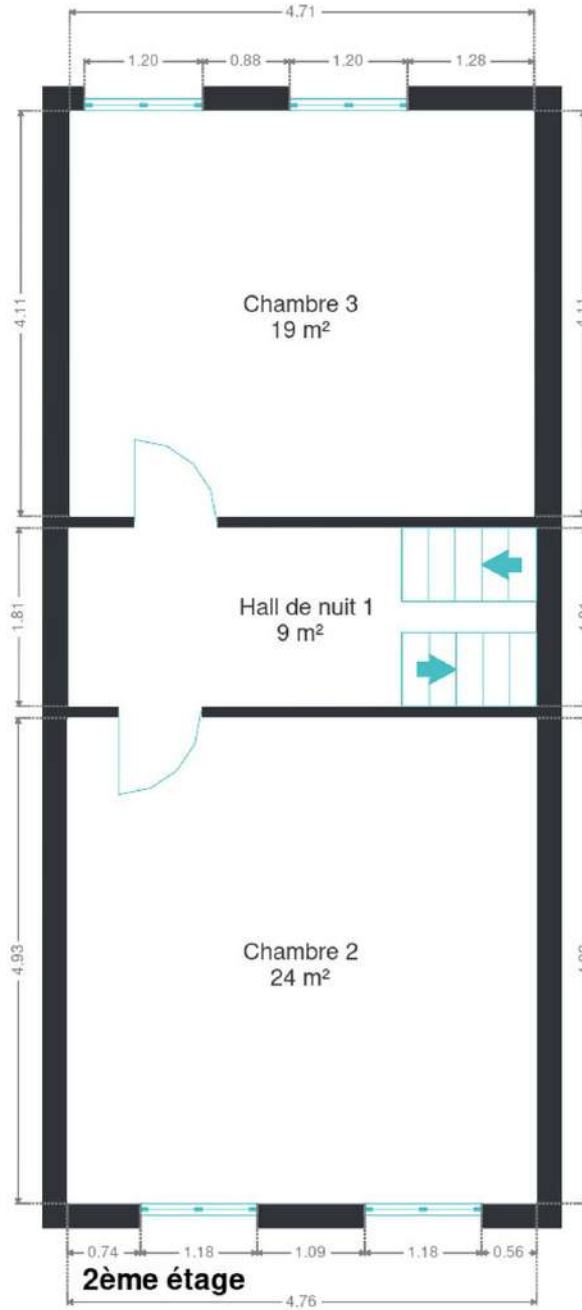 4.71
1.20 0.88 1.20 1.28
4.11
4.11
Chambre 3
19 m²
1.81
Hall de nuit 1
9 m²
4.93
Chambre 2
24 m²
0.74 1.18 1.09 1.18 0.56
2ème étage
4.76